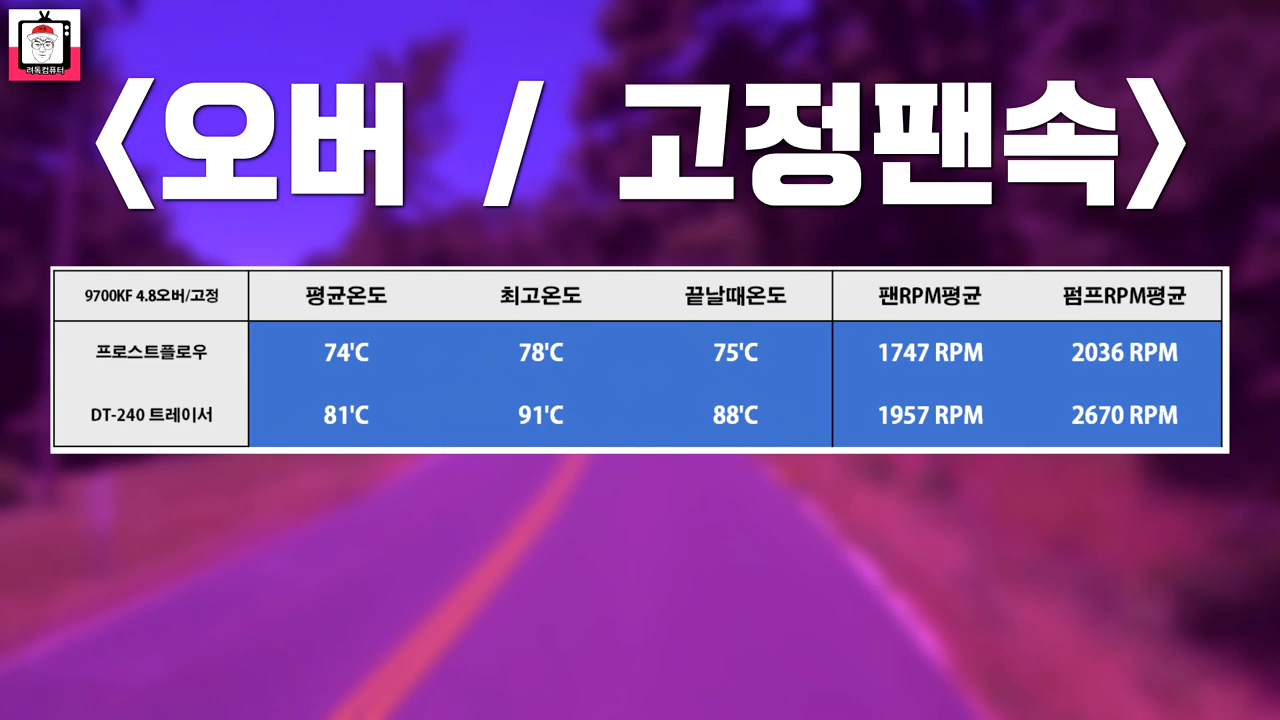 려독컴퓨터
<오버 / 고정팬속>
9700KF 4.8오버/고정 평균온도 최고온도 끝날때온도 팬RPM평균 펌프RPM평균
프로스트플로우 74'C 78'C 75'C 1747 RPM 2036 RPM
DT-240 트레이서 81'C 91'C 88'C 1957 RPM 2670 RPM